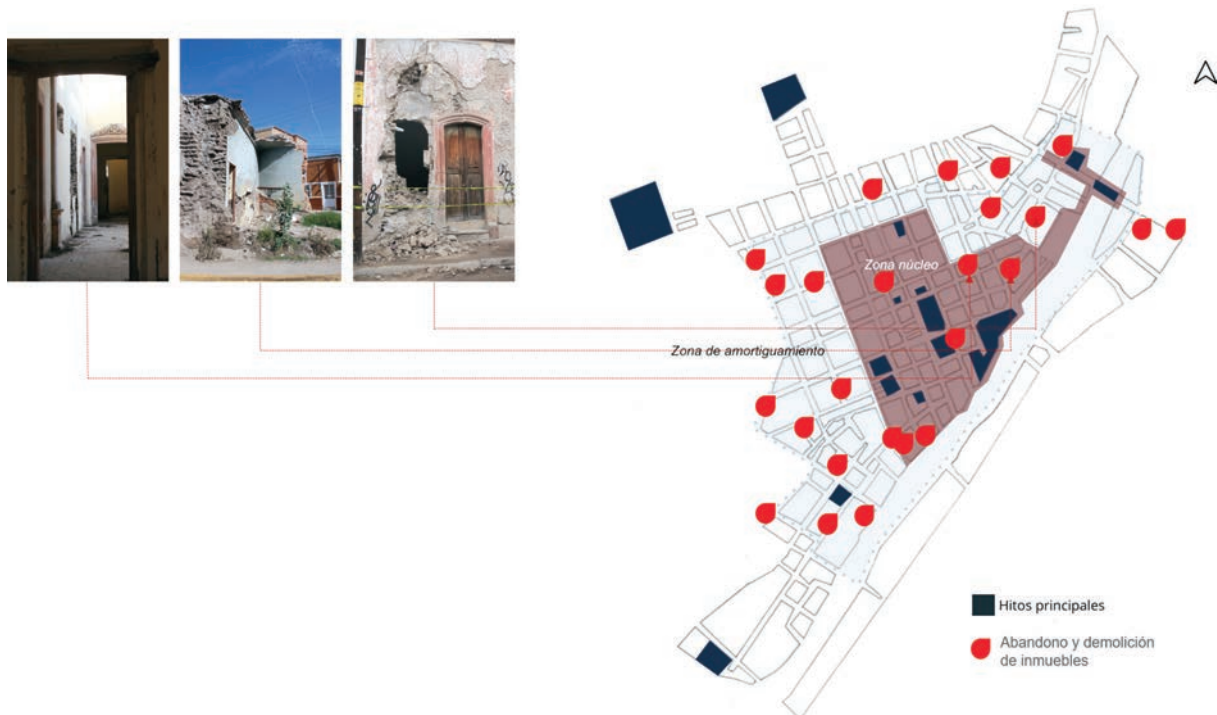 Zona núcleo
Zona de amortiguamiento
Hitos principales
Abandono y demolición
de inmuebles